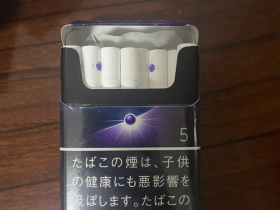 5
たばこの煙は、子供
の健康にも悪影響を
及ぼします。たばこの